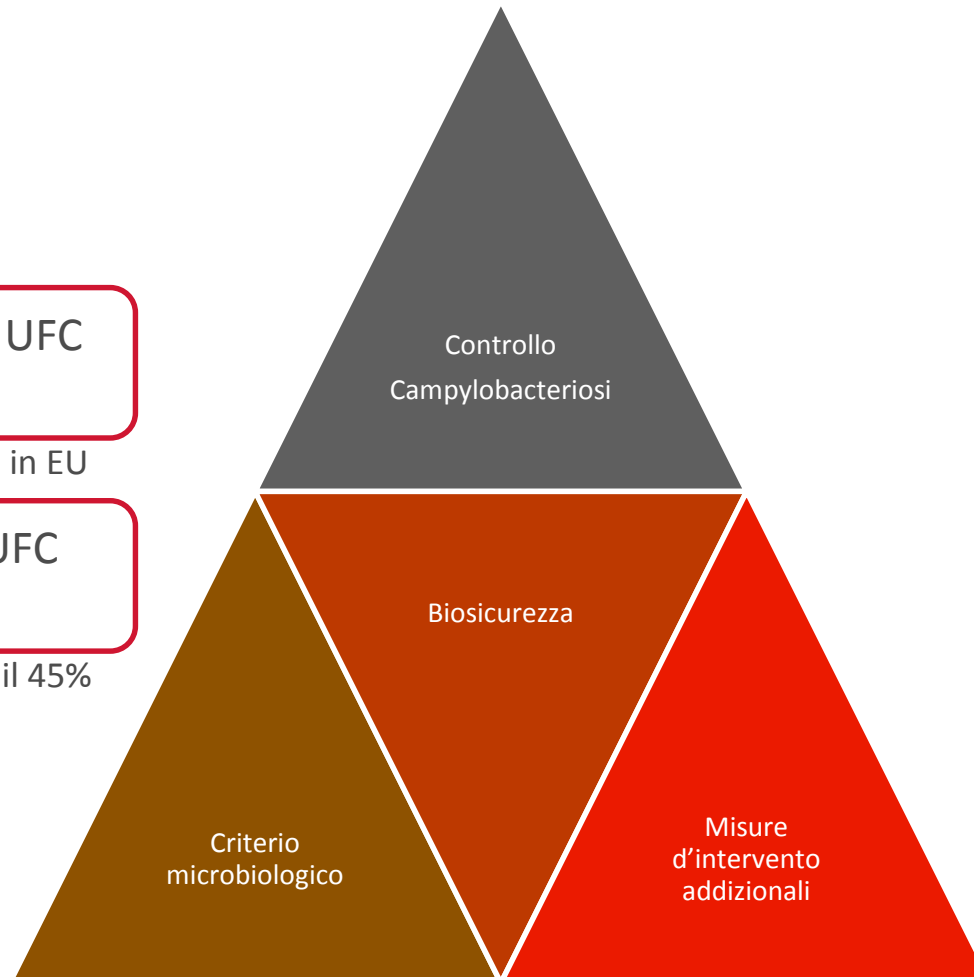 UFC
in EU
UFC
il 45%
Controllo
Campylobacteriosi
Biosicurezza
Criterio
microbiologico
Misure
d’intervento
addizionali